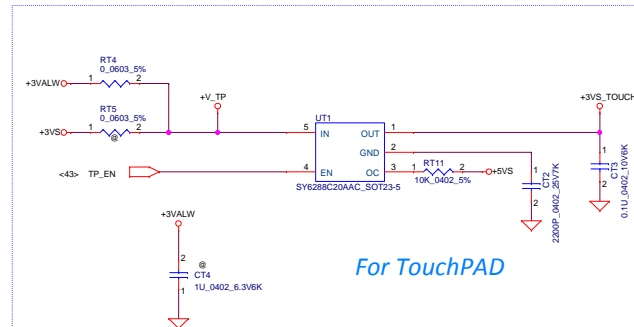 RT4
0_0603_5%
+3VALW
1
2
+V_TP
RT5
0_0603_5%
+3VS
1
2
@
UT1
5
IN
OUT
1
GND
2
<43>
TP_EN
4
EN
OC
3
SY6288C20AAC_SOT23-5
RT11
10K_0402_5%
2
+5VS
1
2
CT2
2200P_0402_25V7K
+3VS_TOUCH
1
2
CT3
0.1U_0402_10V6K
+3VALW
2
1
@
CT4
1U_0402_6.3V6K
For TouchPAD